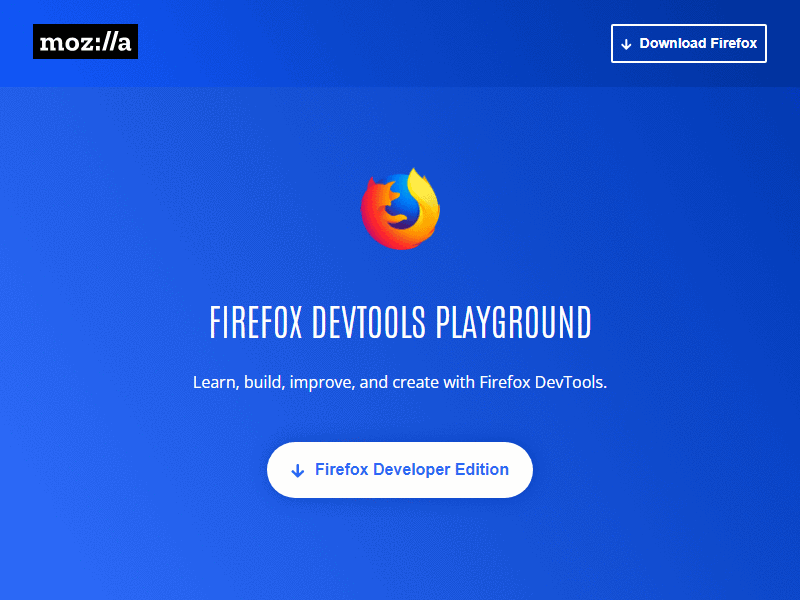 moz://a
Download Firefox
FIREFOX DEVTOOLS PLAYGROUND
Learn, build, improve, and create with Firefox DevTools.
Firefox Developer Edition